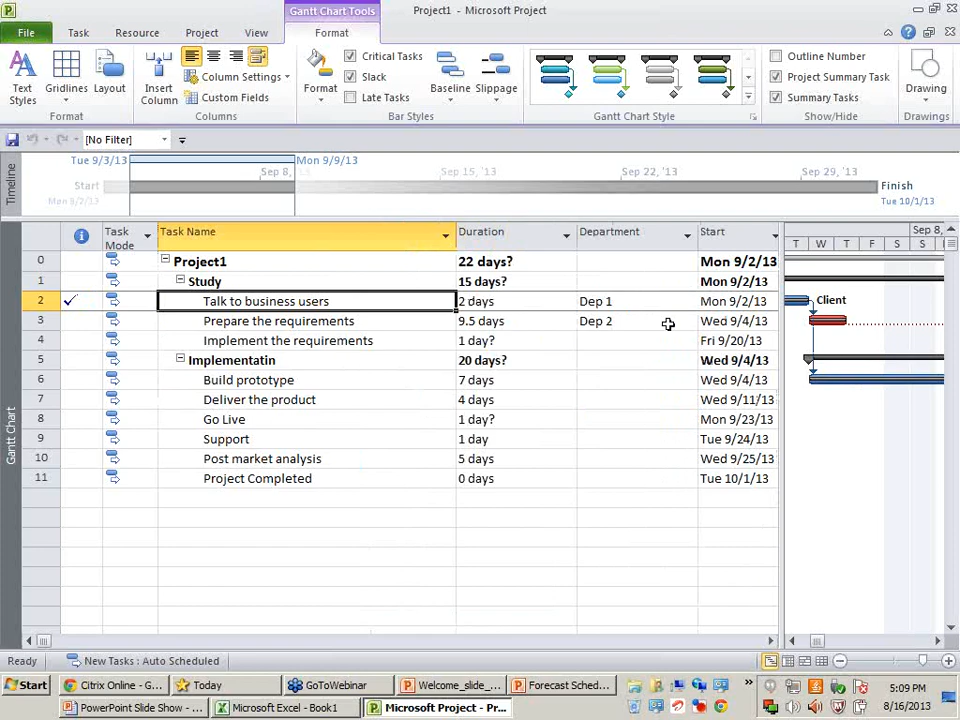 Gantt Chart Tools
Project1 - Microsoft Project
File Task Resource Project View Format
Text Styles
Gridlines
Layout
Format
Insert Column
Column Settings
Custom Fields
Columns
Format
Critical Tasks
Slack
Late Tasks
Baseline
Slippage
Bar Styles
Gantt Chart Style
Outline Number
Project Summary Task
Summary Tasks
Show/Hide
Drawing
Drawings
[No Filter]
Timeline
Tue 9/3/13 Mon 9/9/13
Sep 8, Sep 15, '13 Sep 22, '13 Sep 29, '13
Start
Mon 9/2/13
Finish
Tue 10/1/13
Task Mode Task Name Duration Department Start Sep 8,
T W T F S S
0 Project1 22 days? Mon 9/2/13
1 Study 15 days? Mon 9/2/13
2 Talk to business users 2 days Dep 1 Mon 9/2/13 Client
3 Prepare the requirements 9.5 days Dep 2 Wed 9/4/13
4 Implement the requirements 1 day? Fri 9/20/13
5 Implementatin 20 days? Wed 9/4/13
6 Build prototype 7 days Wed 9/4/13
7 Deliver the product 4 days Wed 9/11/13
8 Go Live 1 day? Mon 9/23/13
9 Support 1 day Tue 9/24/13
10 Post market analysis 5 days Wed 9/25/13
11 Project Completed 0 days Tue 10/1/13
Gantt Chart
Ready New Tasks : Auto Scheduled
Start Citrix Online - G... Today GoToWebinar Welcome_slide_... Forecast Sched... 5:09 PM
PowerPoint Slide Show - ... Microsoft Excel - Book1 Microsoft Project - Pr... 8/16/2013